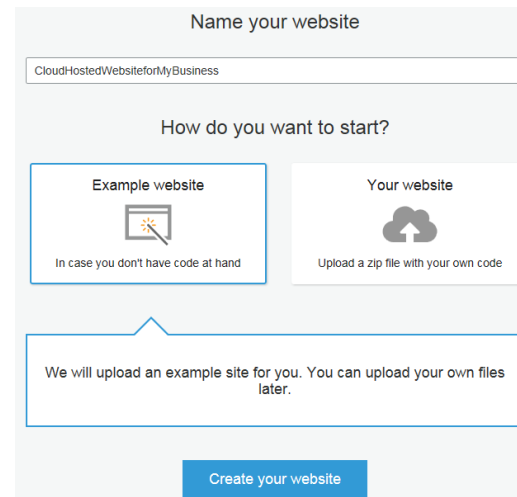 Name your website
CloudHostedWebsiteforMyBusiness
How do you want to start?
Example website
In case you don't have code at hand
Your website
Upload a zip file with your own code
We will upload an example site for you. You can upload your own files
later.
Create your website